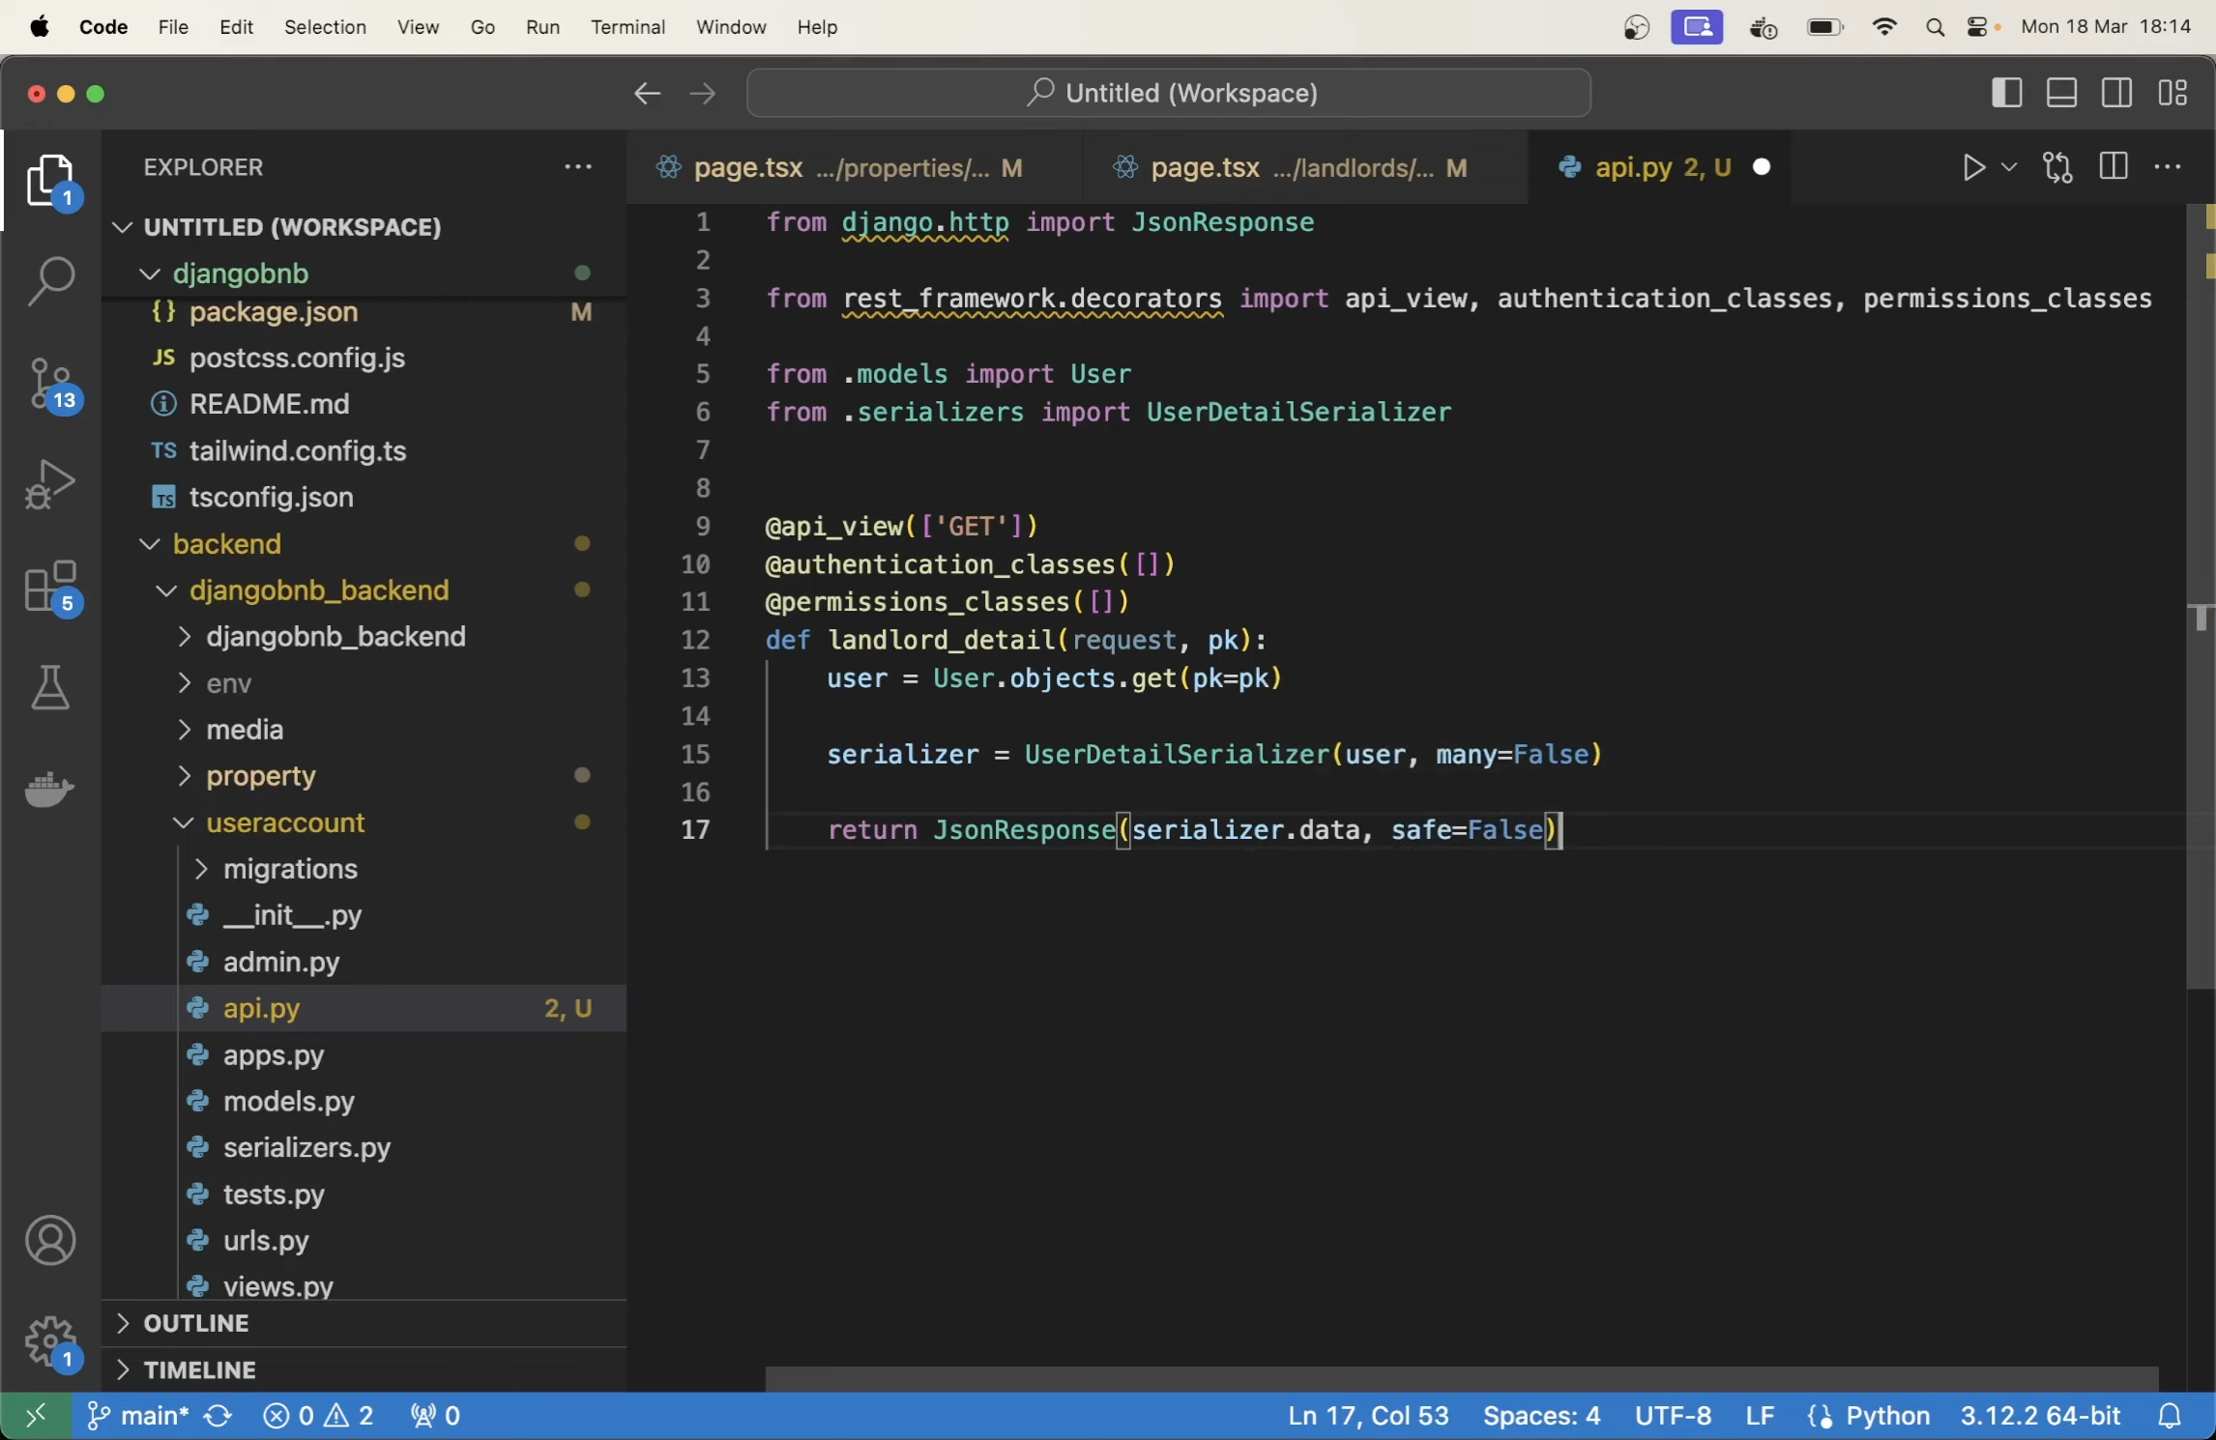 Code File Edit Selection View Go Run Terminal Window Help Mon 18 Mar 18:14
Untitled (Workspace)
EXPLORER
page.tsx .../properties/... M page.tsx .../landlords/... M api.py 2, U
UNTITLED (WORKSPACE)
djangobnb
{} package.json M
JS postcss.config.js
README.md
TS tailwind.config.ts
TS tsconfig.json
backend
djangobnb_backend
djangobnb_backend
env
media
property
useraccount
migrations
__init__.py
admin.py
api.py 2, U
apps.py
models.py
serializers.py
tests.py
urls.py
views.py
OUTLINE
TIMELINE
1
13
5
1
1 from django.http import JsonResponse
2
3 from rest_framework.decorators import api_view, authentication_classes, permissions_classes
4
5 from .models import User
6 from .serializers import UserDetailSerializer
7
8
9 @api_view(['GET'])
10 @authentication_classes([])
11 @permissions_classes([])
12 def landlord_detail(request, pk):
13     user = User.objects.get(pk=pk)
14
15     serializer = UserDetailSerializer(user, many=False)
16
17     return JsonResponse(serializer.data, safe=False)
main* 0 2 0 Ln 17, Col 53 Spaces: 4 UTF-8 LF Python 3.12.2 64-bit